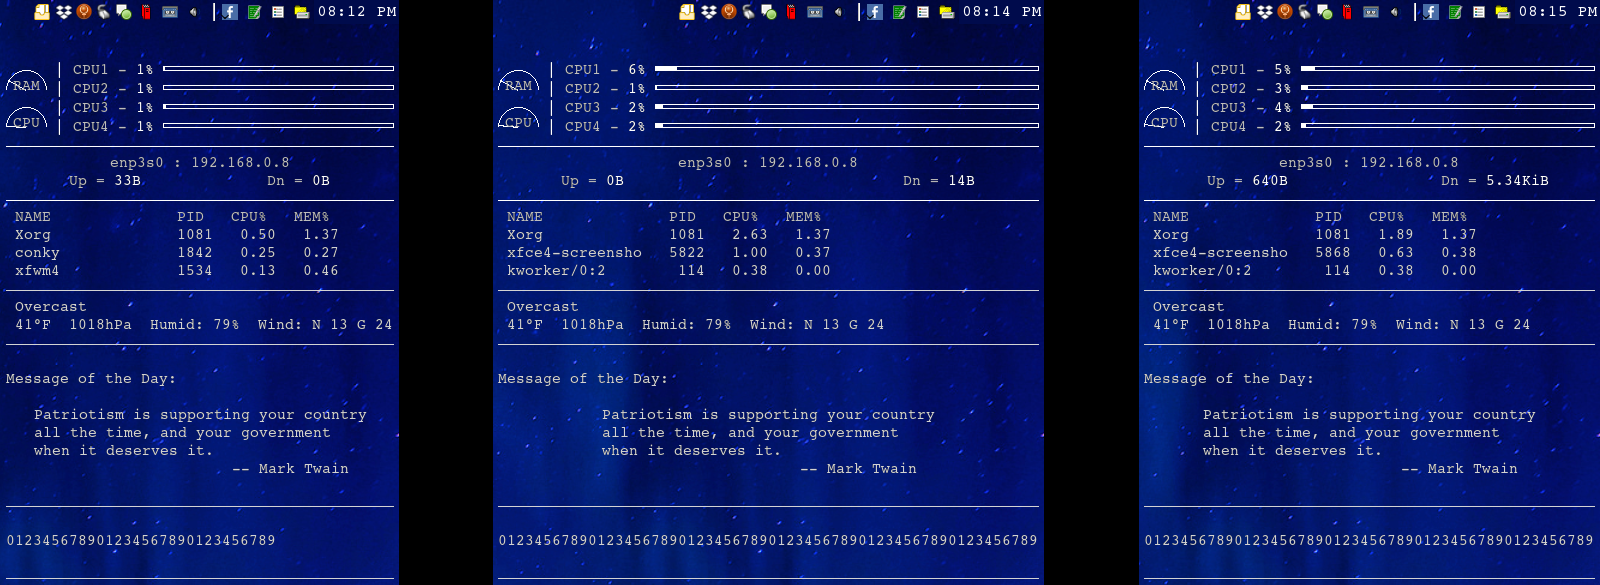 08:12 PM
RAM
CPU
CPU1 - 1%
CPU2 - 1%
CPU3 - 1%
CPU4 - 1%
enp3s0 : 192.168.0.8
Up = 33B Dn = 0B
NAME PID CPU% MEM%
Xorg 1081 0.50 1.37
conky 1842 0.25 0.27
xfwm4 1534 0.13 0.46
Overcast
41°F 1018hPa Humid: 79% Wind: N 13 G 24
Message of the Day:
Patriotism is supporting your country
all the time, and your government
when it deserves it.
-- Mark Twain
012345678901234567890123456789
08:14 PM
RAM
CPU
CPU1 - 6%
CPU2 - 1%
CPU3 - 2%
CPU4 - 2%
enp3s0 : 192.168.0.8
Up = 0B Dn = 14B
NAME PID CPU% MEM%
Xorg 1081 2.63 1.37
xfce4-screensho 5822 1.00 0.37
kworker/0:2 114 0.38 0.00
Overcast
41°F 1018hPa Humid: 79% Wind: N 13 G 24
Message of the Day:
Patriotism is supporting your country
all the time, and your government
when it deserves it.
-- Mark Twain
012345678901234567890123456789012345678901234567890123456789
08:15 PM
RAM
CPU
CPU1 - 5%
CPU2 - 3%
CPU3 - 4%
CPU4 - 2%
enp3s0 : 192.168.0.8
Up = 640B Dn = 5.34KiB
NAME PID CPU% MEM%
Xorg 1081 1.89 1.37
xfce4-screensho 5868 0.63 0.38
kworker/0:2 114 0.38 0.00
Overcast
41°F 1018hPa Humid: 79% Wind: N 13 G 24
Message of the Day:
Patriotism is supporting your country
all the time, and your government
when it deserves it.
-- Mark Twain
01234567890123456789012345678901234567890123456789